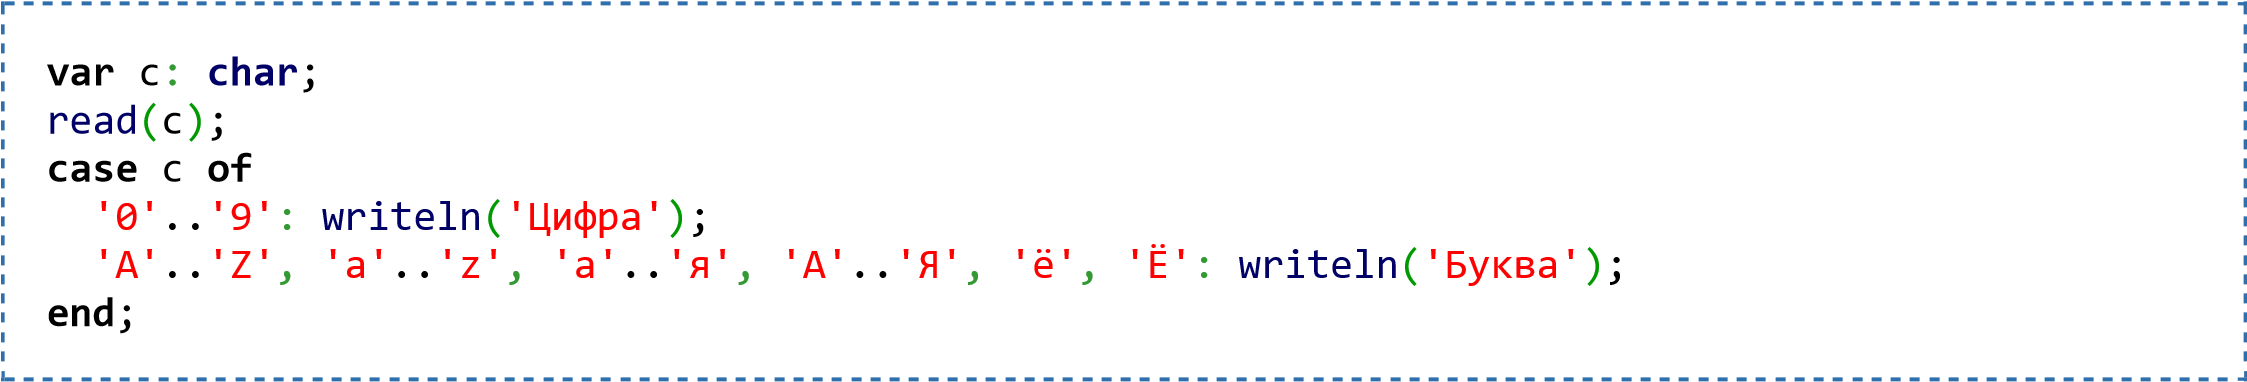 var c: char;
read(c);
case c of
  '0'..'9': writeln('Цифра');
  'A'..'Z', 'a'..'z', 'а'..'я', 'А'..'Я', 'ё', 'Ё': writeln('Буква');
end;